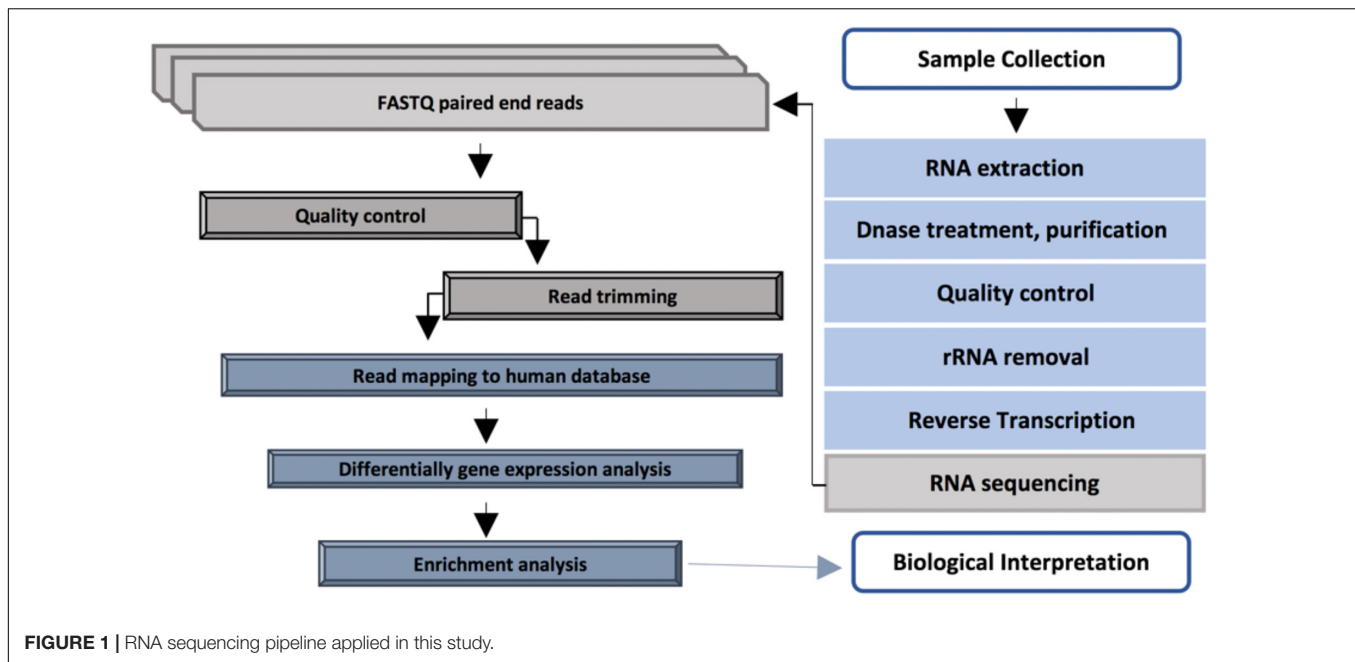 Sample Collection
RNA extraction
Dnase treatment, purification
Quality control
rRNA removal
Reverse Transcription
RNA sequencing
FASTQ paired end reads
Quality control
Read trimming
Read mapping to human database
Differentially gene expression analysis
Enrichment analysis
Biological Interpretation
FIGURE 1 | RNA sequencing pipeline applied in this study.